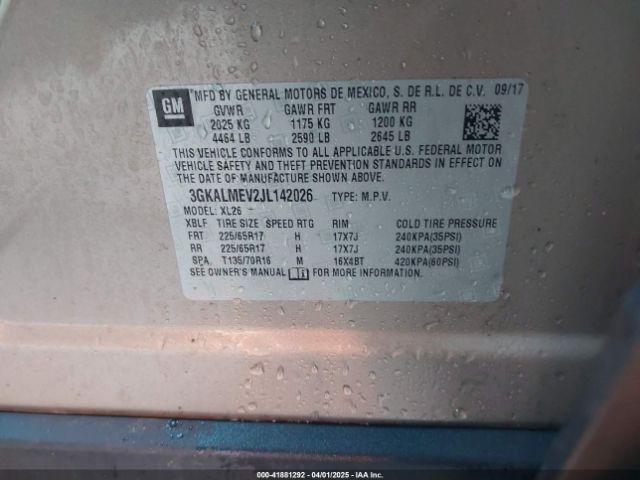 GM
MFD BY GENERAL MOTORS DE MEXICO, S. DE R.L. DE C.V. 09/17
GVWR GAWR FRT GAWR RR
2025 KG 1175 KG 1200 KG
4464 LB 2590 LB 2645 LB
THIS VEHICLE CONFORMS TO ALL APPLICABLE U.S. FEDERAL MOTOR
VEHICLE SAFETY AND THEFT PREVENTION STANDARDS IN EFFECT ON
THE DATE OF MANUFACTURE SHOWN ABOVE.
3GKALMEV2JL142026 TYPE: M.P.V.
MODEL: XL26
XBLF TIRE SIZE SPEED RTG RIM COLD TIRE PRESSURE
FRT 225/65R17 H 17X7J 240KPA(35PSI)
RR 225/65R17 H 17X7J 240KPA(35PSI)
SPA T135/70R16 M 16X4BT 420KPA(60PSI)
SEE OWNER'S MANUAL FOR MORE INFORMATION.
000-41881292 - 04/01/2025 - IAAI.COM